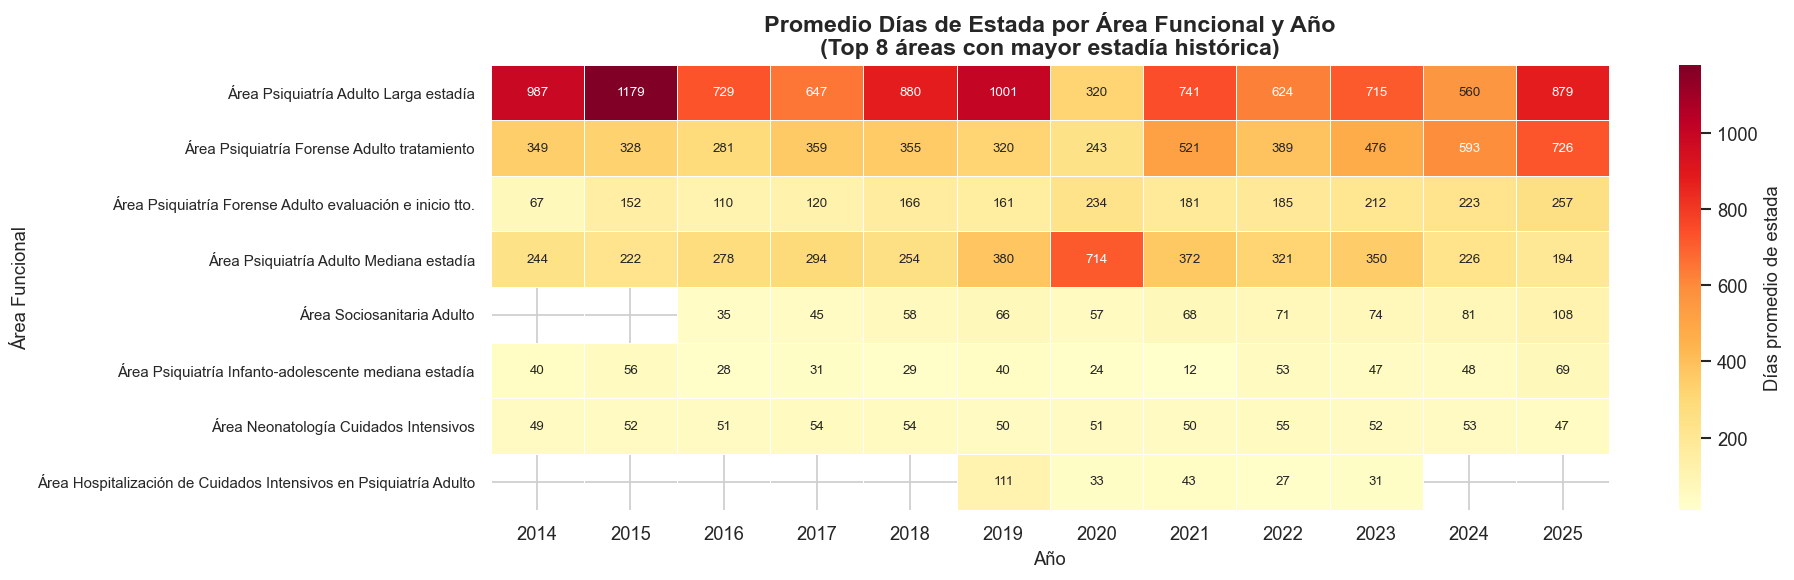 Promedio Días de Estada por Área Funcional y Año
(Top 8 áreas con mayor estadía histórica)
Área Funcional
Área Psiquiatría Adulto Larga estadía 987 1179 729 647 880 1001 320 741 624 715 560 879
Área Psiquiatría Forense Adulto tratamiento 349 328 281 359 355 320 243 521 389 476 593 726
Área Psiquiatría Forense Adulto evaluación e inicio tto. 67 152 110 120 166 161 234 181 185 212 223 257
Área Psiquiatría Adulto Mediana estadía 244 222 278 294 254 380 714 372 321 350 226 194
Área Sociosanitaria Adulto 35 45 58 66 57 68 71 74 81 108
Área Psiquiatría Infanto-adolescente mediana estadía 40 56 28 31 29 40 24 12 53 47 48 69
Área Neonatología Cuidados Intensivos 49 52 51 54 54 50 51 50 55 52 53 47
Área Hospitalización de Cuidados Intensivos en Psiquiatría Adulto 111 33 43 27 31
2014 2015 2016 2017 2018 2019 2020 2021 2022 2023 2024 2025
Año
1000
800
600
400
200
Días promedio de estada